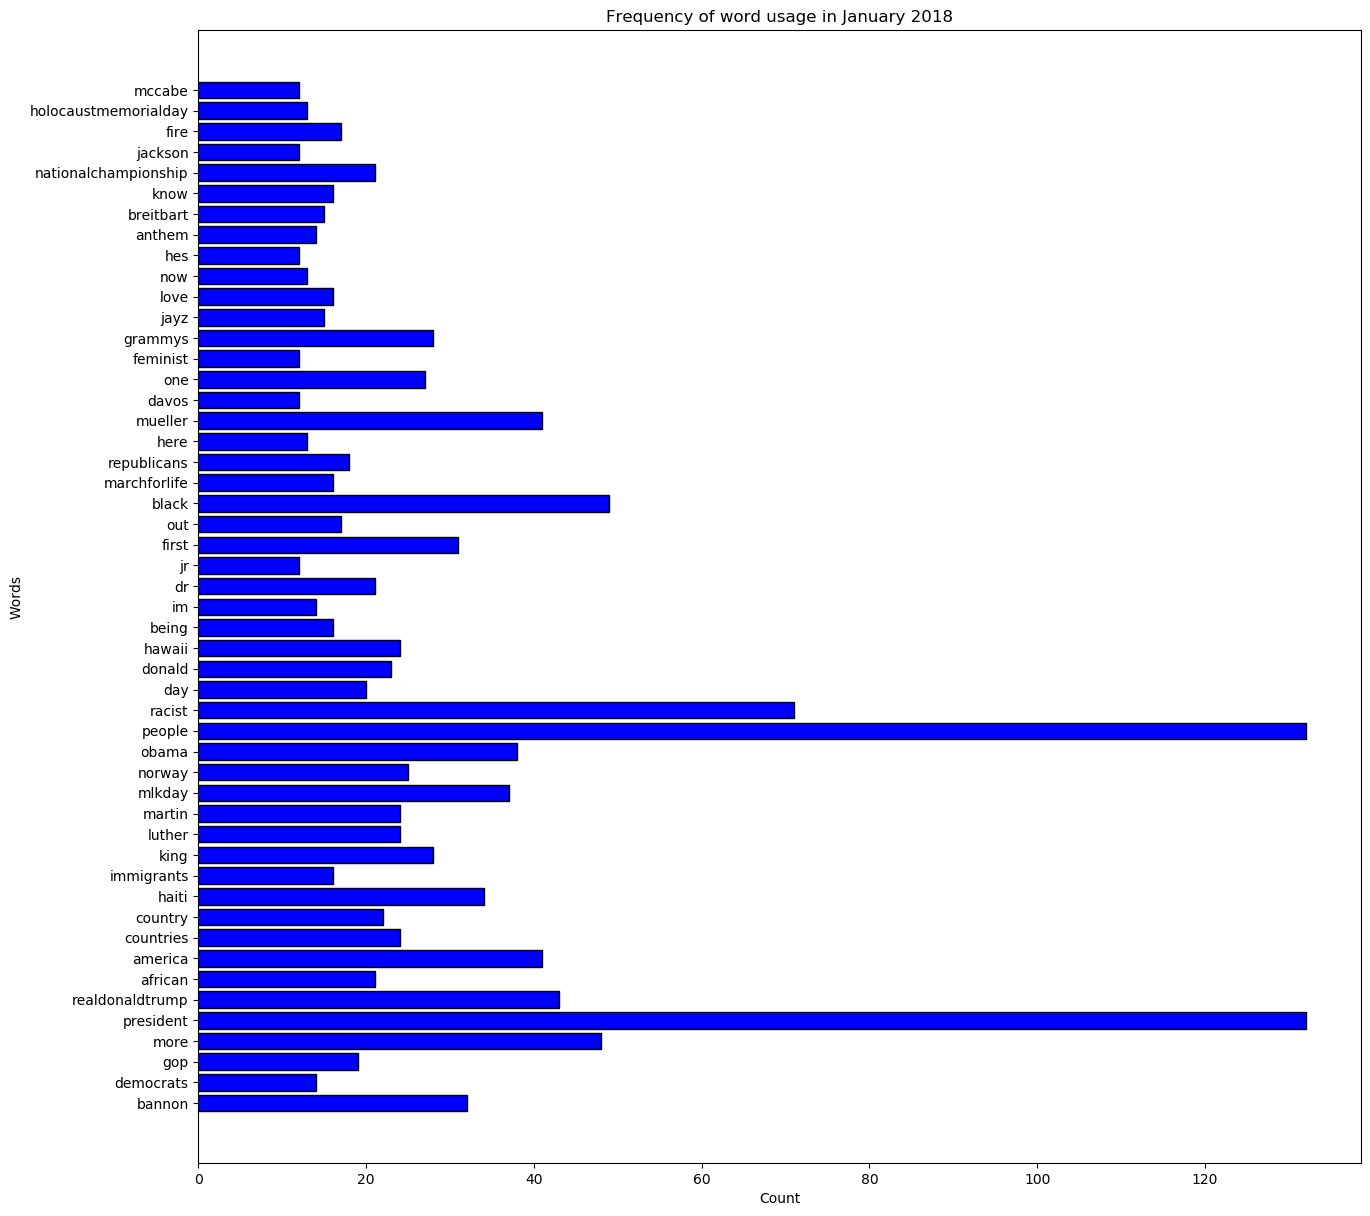 Frequency of word usage in January 2018
Words
mccabe
holocaustmemorialday
fire
jackson
nationalchampionship
know
breitbart
anthem
hes
now
love
jayz
grammys
feminist
one
davos
mueller
here
republicans
marchforlife
black
out
first
jr
dr
im
being
hawaii
donald
day
racist
people
obama
norway
mlkday
martin
luther
king
immigrants
haiti
country
countries
america
african
realdonaldtrump
president
more
gop
democrats
bannon
0 20 40 60 80 100 120
Count